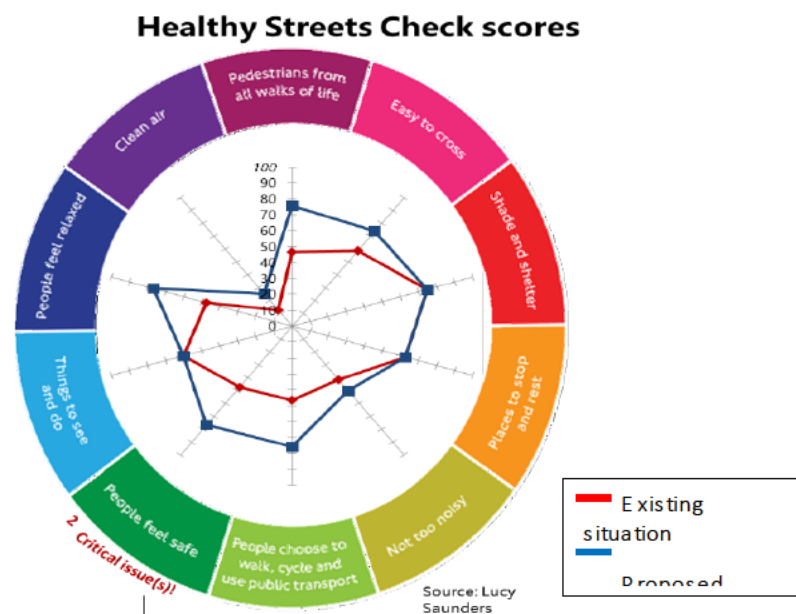 Healthy Streets Check scores
Pedestrians from
all walks of life
Easy to cross
Shade and shelter
Places to stop
and rest
Not too noisy
People choose to
walk, cycle and
use public transport
People feel safe
Things to see
and do
People feel relaxed
Clean air
100
90
80
70
60
50
40
30
20
10
0
2 Critical issue(s)!
Source: Lucy
Saunders
Existing
situation
Proposed